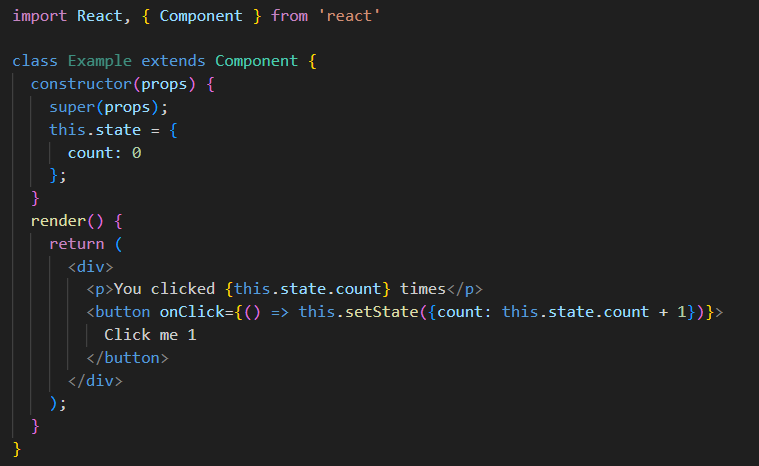 import React, { Component } from 'react'
class Example extends Component {
constructor(props) {
super(props);
this.state = {
count: 0
};
}
render() {
return (
<div>
<p>You clicked {this.state.count} times</p>
<button onClick={() => this.setState({count: this.state.count + 1})}>
Click me 1
</button>
</div>
);
}
}